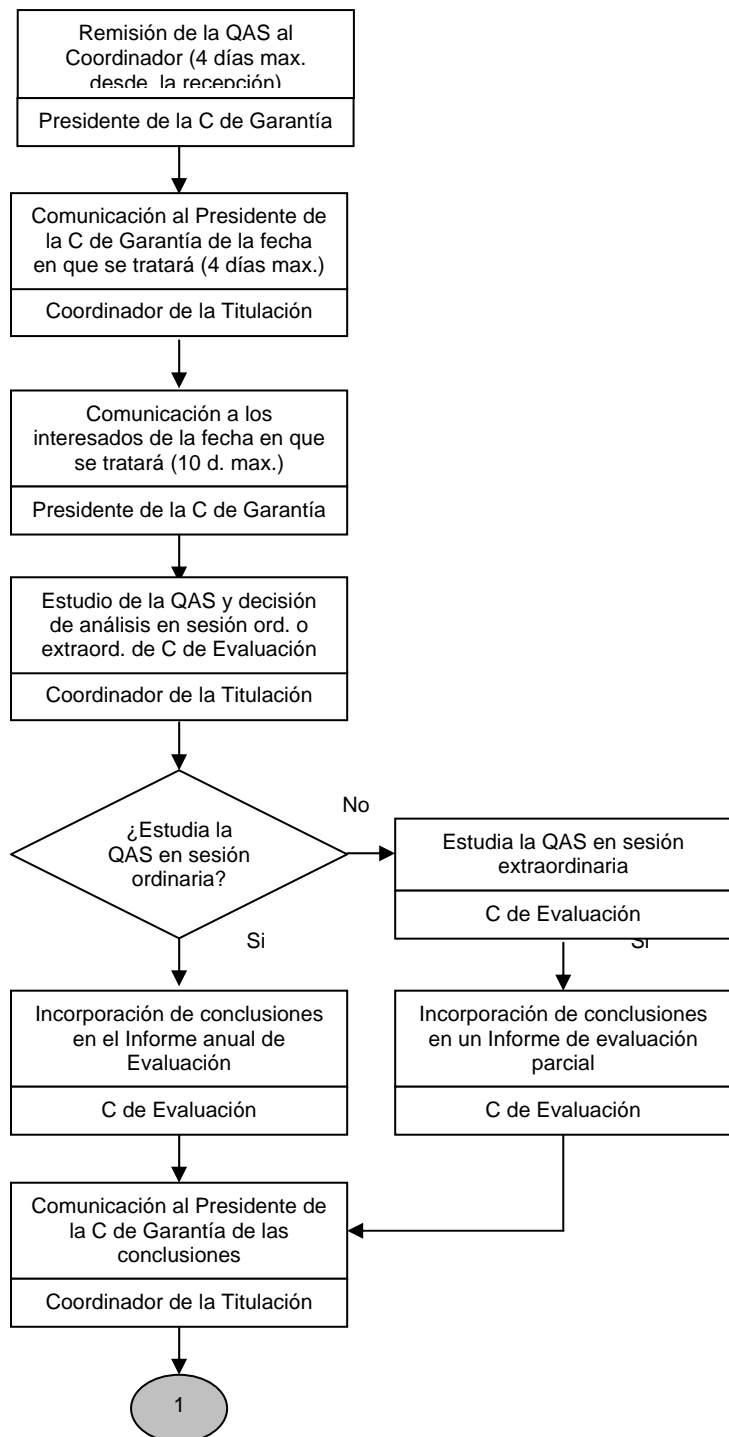 Remisión de la QAS al
Coordinador (4 días max.
desde la recepción)
Presidente de la C de Garantía
Comunicación al Presidente de
la C de Garantía de la fecha
en que se tratará (4 días max.)
Coordinador de la Titulación
Comunicación a los
interesados de la fecha en que
se tratará (10 d. max.)
Presidente de la C de Garantía
Estudio de la QAS y decisión
de análisis en sesión ord. o
extraord. de C de Evaluación
Coordinador de la Titulación
¿Estudia la
QAS en sesión
ordinaria?
No
Estudia la QAS en sesión
extraordinaria
C de Evaluación
Si
Si
Incorporación de conclusiones
en el Informe anual de
Evaluación
C de Evaluación
Incorporación de conclusiones
en un Informe de evaluación
parcial
C de Evaluación
Comunicación al Presidente de
la C de Garantía de las
conclusiones
Coordinador de la Titulación
1